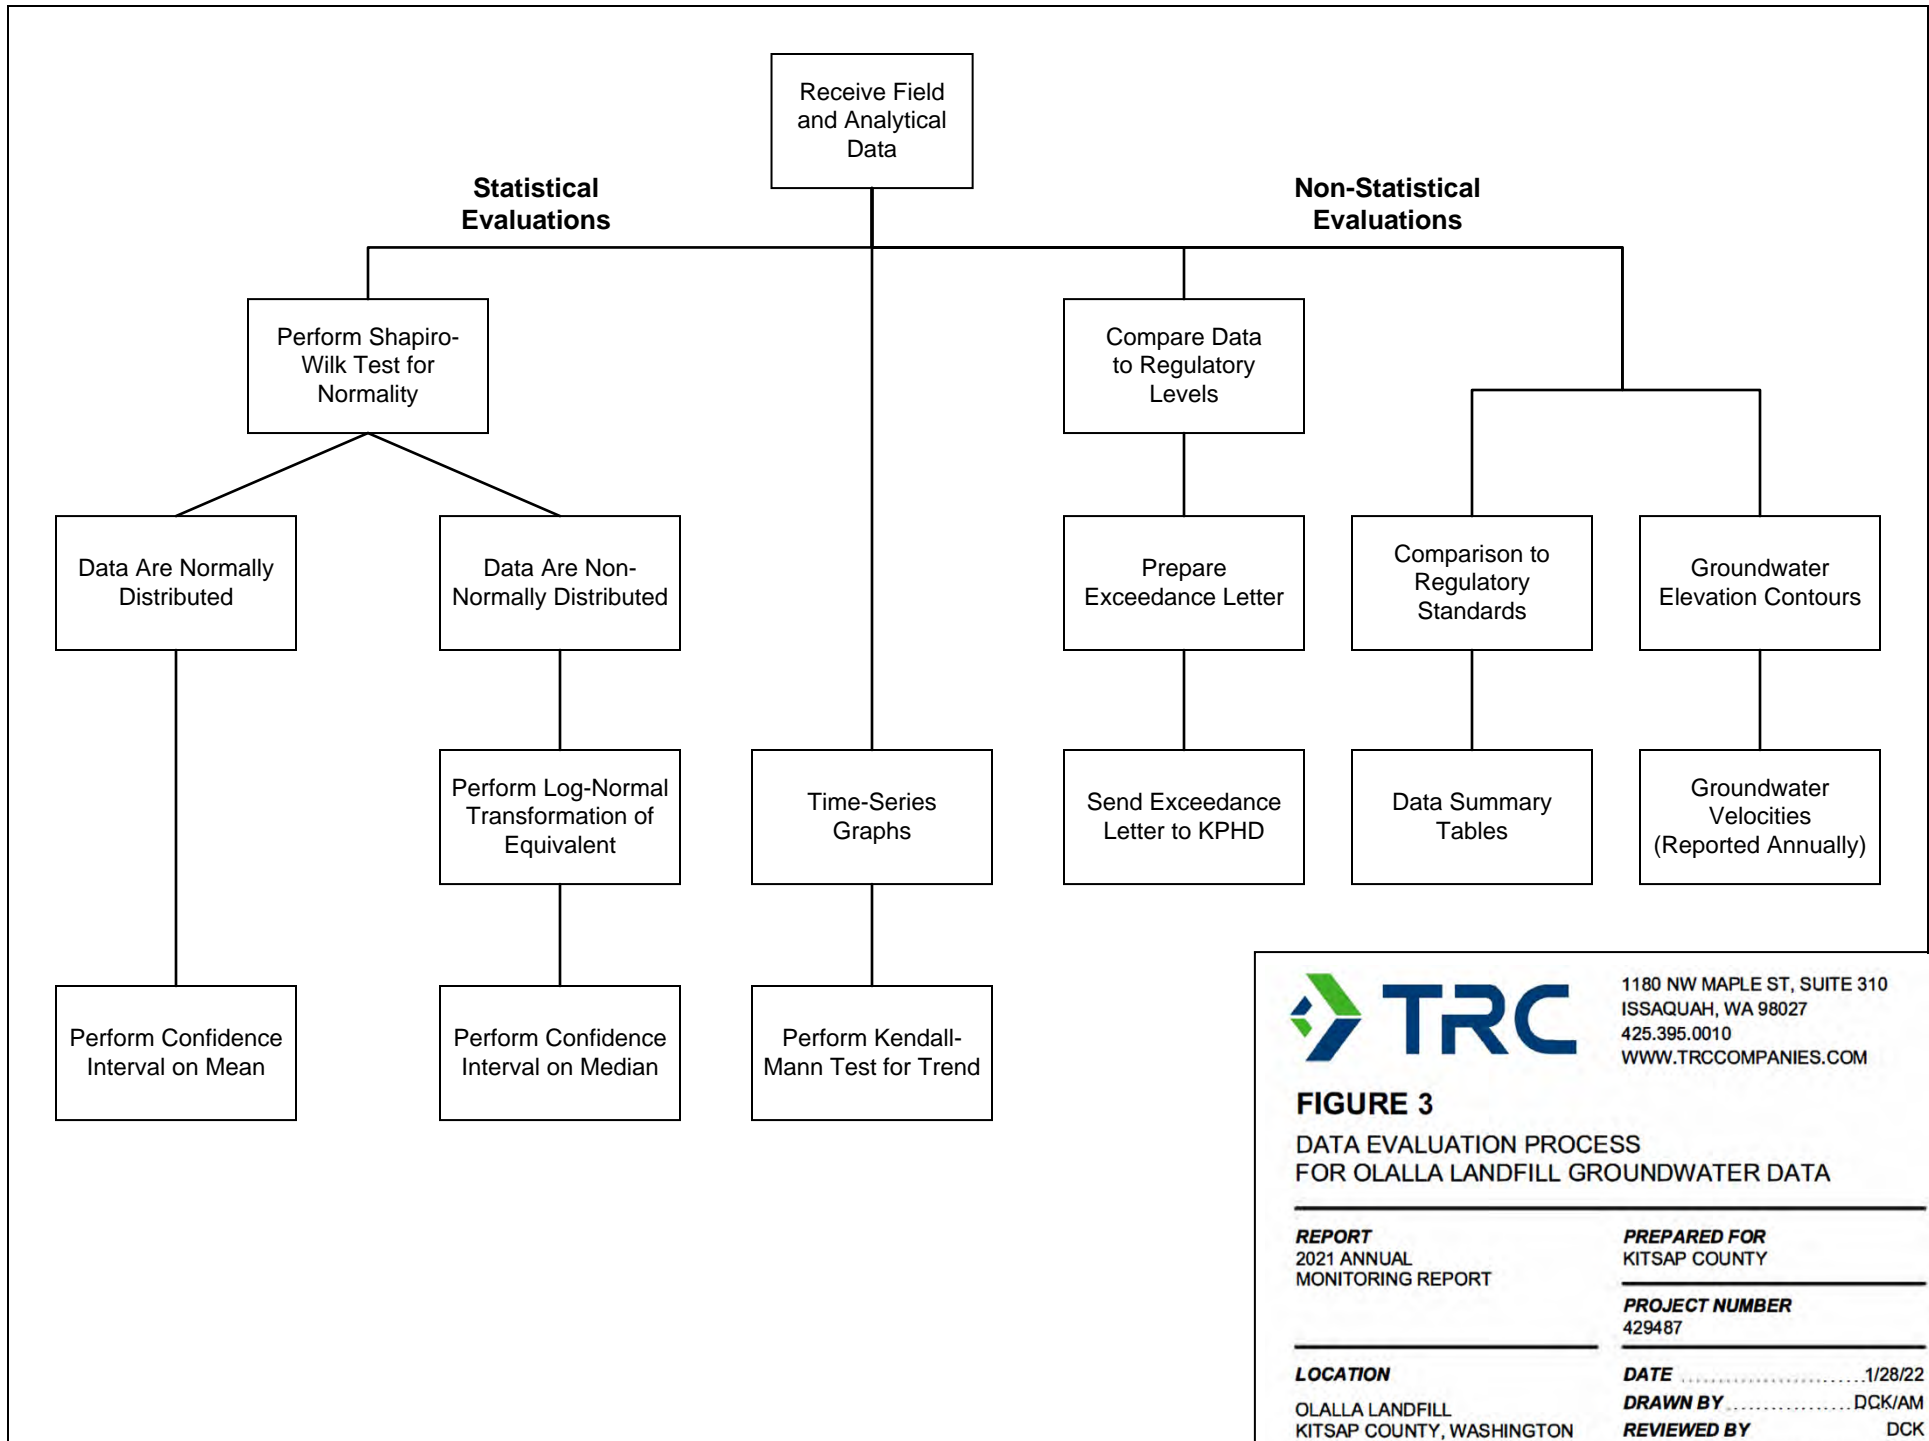 Receive Field
and Analytical
Data
Statistical
Evaluations
Non-Statistical
Evaluations
Perform Shapiro-
Wilk Test for
Normality
Compare Data
to Regulatory
Levels
Data Are Normally
Distributed
Data Are Non-
Normally Distributed
Prepare
Exceedance Letter
Comparison to
Regulatory
Standards
Groundwater
Elevation Contours
Perform Log-Normal
Transformation of
Equivalent
Time-Series
Graphs
Send Exceedance
Letter to KPHD
Data Summary
Tables
Groundwater
Velocities
(Reported Annually)
Perform Confidence
Interval on Mean
Perform Confidence
Interval on Median
Perform Kendall-
Mann Test for Trend
TRC
1180 NW MAPLE ST, SUITE 310
ISSAQUAH, WA 98027
425.395.0010
WWW.TRCCOMPANIES.COM
FIGURE 3
DATA EVALUATION PROCESS
FOR OLALLA LANDFILL GROUNDWATER DATA
REPORT
2021 ANNUAL
MONITORING REPORT
PREPARED FOR
KITSAP COUNTY
PROJECT NUMBER
429487
LOCATION
OLALLA LANDFILL
KITSAP COUNTY, WASHINGTON
DATE ........................ 1/28/22
DRAWN BY ................. DCK/AM
REVIEWED BY DCK